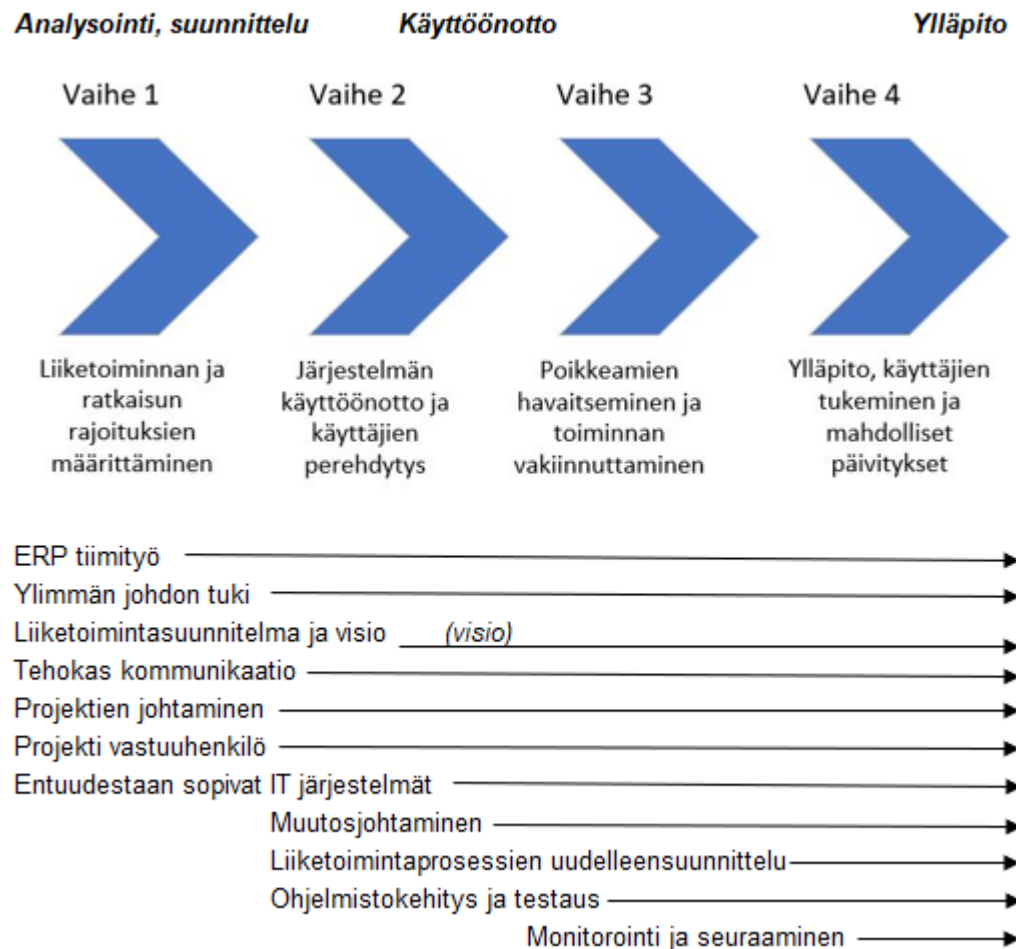 Analysointi, suunnittelu Käyttöönotto Ylläpito
Vaihe 1 Vaihe 2 Vaihe 3 Vaihe 4
Liiketoiminnan ja
ratkaisun
rajoituksien
määrittäminen
Järjestelmän
käyttöönotto ja
käyttäjien
perehdytys
Poikkeamien
havaitseminen ja
toiminnan
vakiinnuttaminen
Ylläpito, käyttäjien
tukeminen ja
mahdolliset
päivitykset
ERP tiimityö
Ylimmän johdon tuki
Liiketoimintasuunnitelma ja visio (visio)
Tehokas kommunikaatio
Projektien johtaminen
Projekti vastuuhenkilö
Entuudestaan sopivat IT järjestelmät
Muutosjohtaminen
Liiketoimintaprosessien uudelleensuunnittelu
Ohjelmistokehitys ja testaus
Monitorointi ja seuraaminen